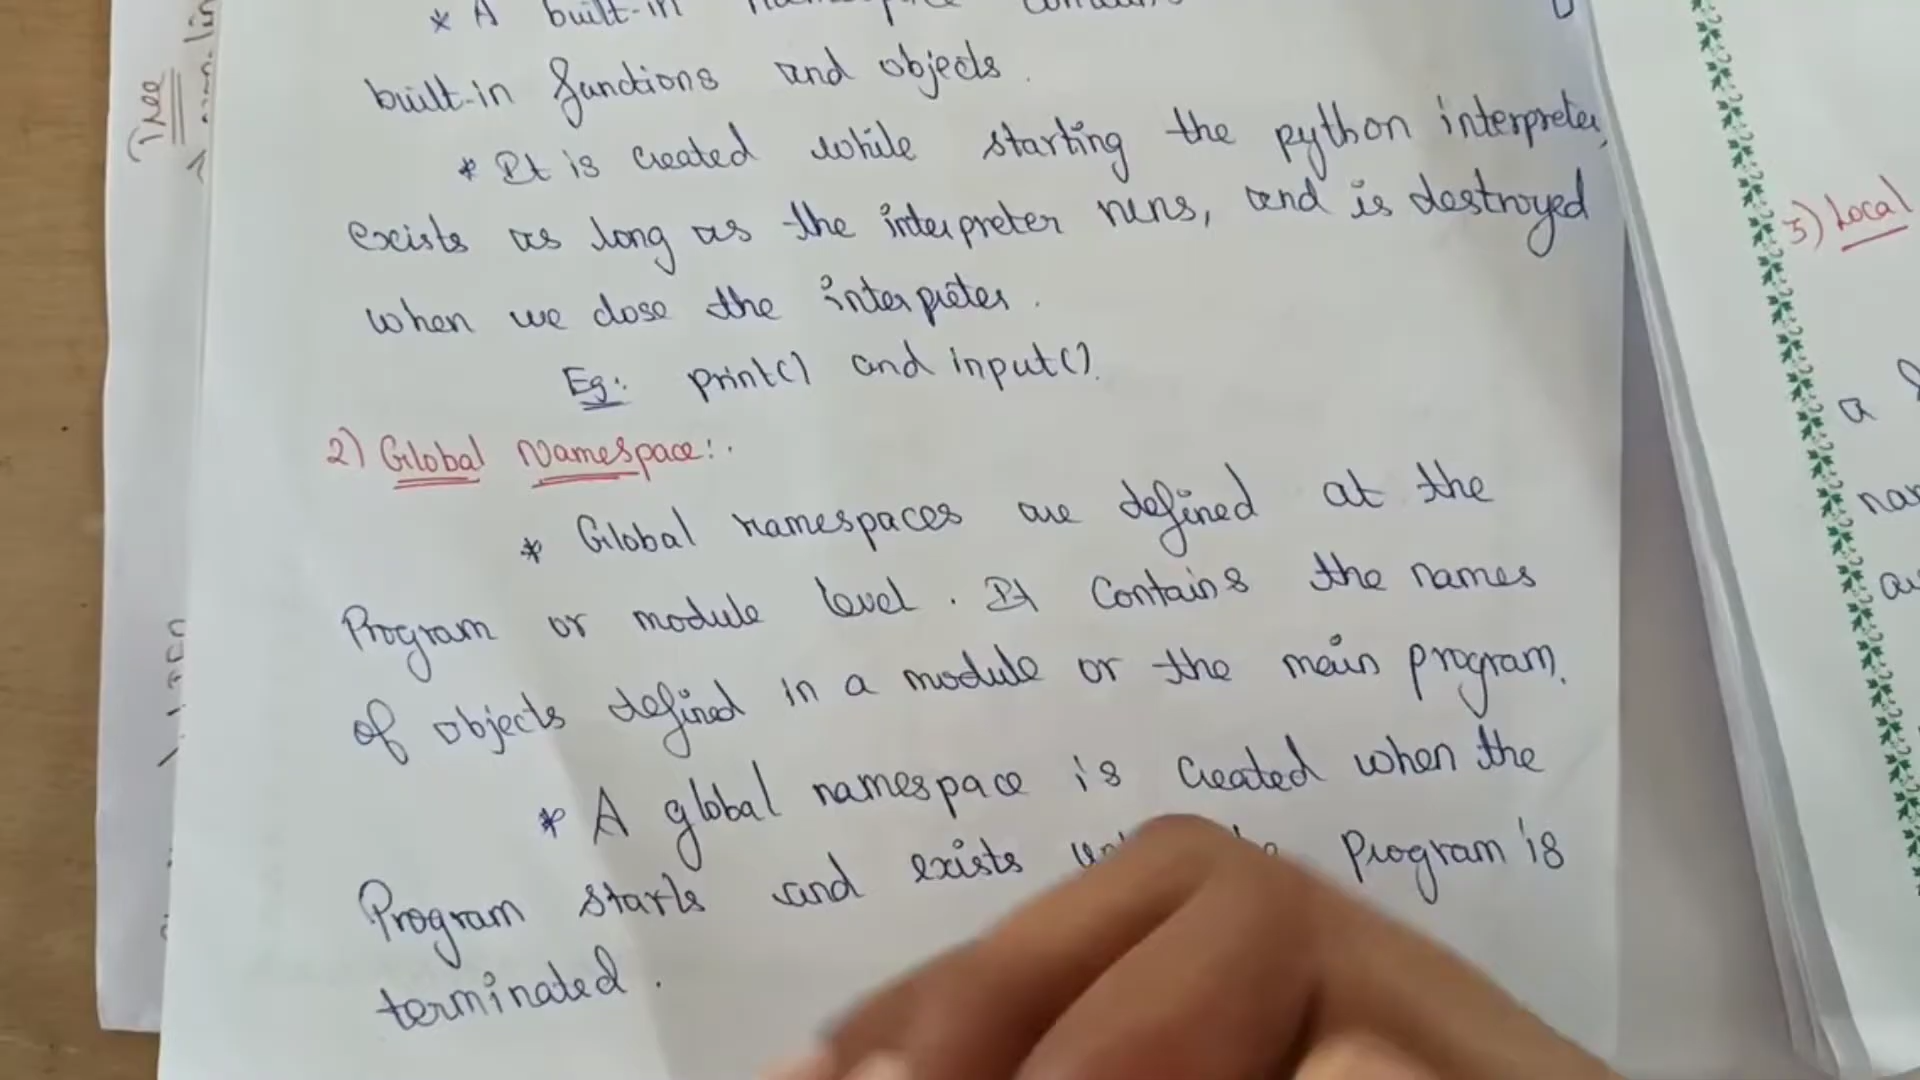 * A built-in
built-in functions and objects.
* It is created while starting the python interpreter,
exists as long as the interpreter runs, and is destroyed
when we close the interpreter.
Eg: print() and input().
2) Global Namespace:-
* Global namespaces are defined at the
Program or module level. It contains the names
of objects defined in a module or the main program.
* A global namespace is created when the
Program starts and exists program is
terminated.
Tree
3) Local
a